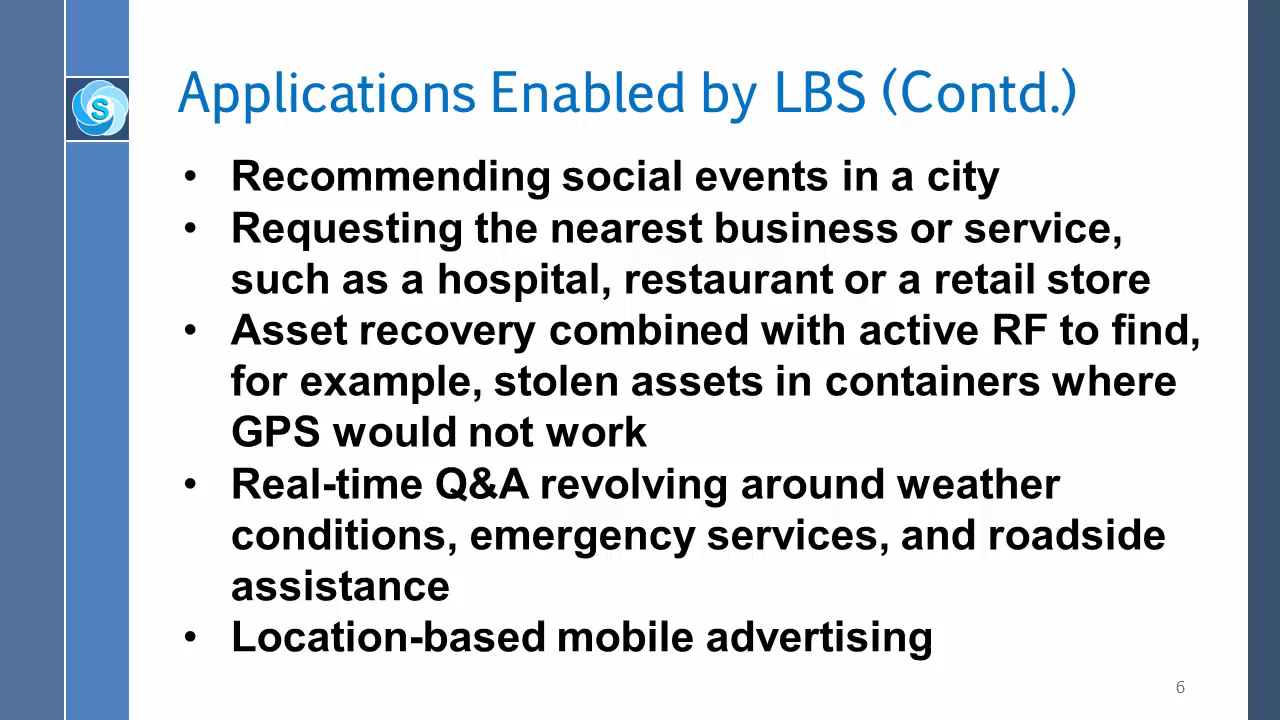 S
Applications Enabled by LBS (Contd.)
• Recommending social events in a city
• Requesting the nearest business or service,
such as a hospital, restaurant or a retail store
• Asset recovery combined with active RF to find,
for example, stolen assets in containers where
GPS would not work
• Real-time Q&A revolving around weather
conditions, emergency services, and roadside
assistance
• Location-based mobile advertising
6